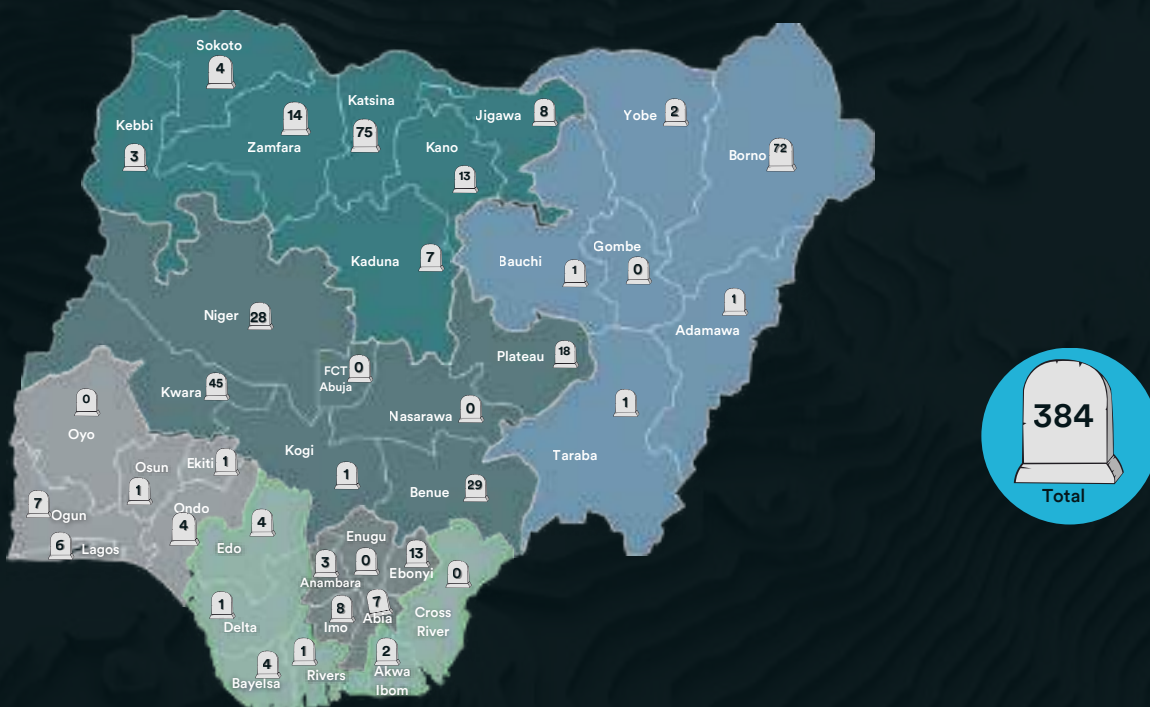 Sokoto
4
Kebbi
3
14
Zamfara
Katsina
75
Kano
13
Jigawa
8
Kaduna
7
Yobe
2
Borno
72
Bauchi
1
Gombe
0
1
Adamawa
1
Taraba
Niger
28
Kwara
45
FCT
Abuja
0
Plateau
18
Nasarawa
0
Kogi
1
Benue
29
0
Oyo
Osun
1
Ekiti
1
7
Ogun
6
Lagos
Ondo
4
4
Edo
1
Delta
4
Bayelsa
1
Rivers
2
Akwa
Ibom
0
Cross
River
Enugu
0
3
Anambara
13
Ebonyi
8
Imo
7
Abia
384
Total